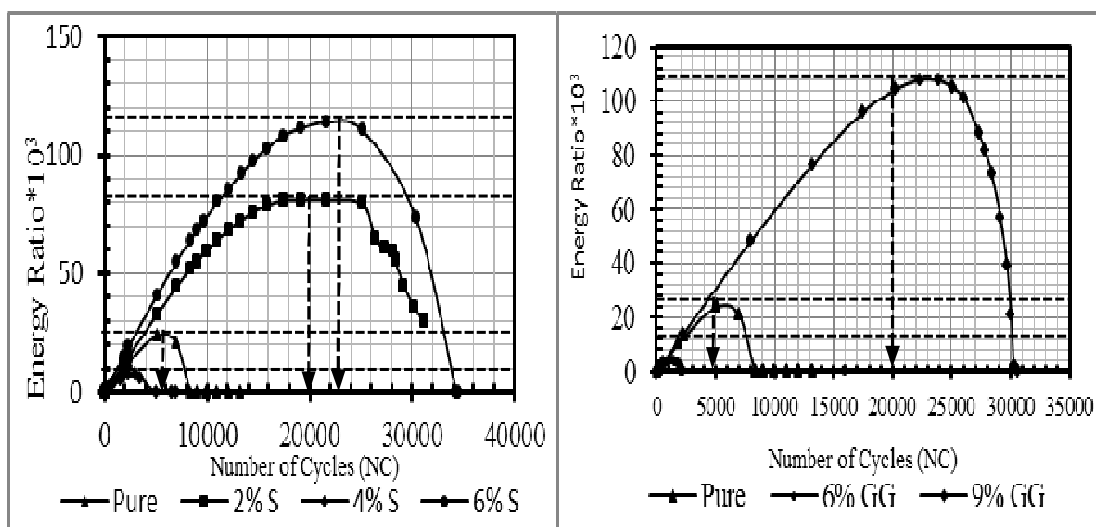 150
100
50
0
Energy Ratio*10³
0 10000 20000 30000 40000
Number of Cycles (NC)
Pure 2% S 4% S 6% S
120
100
80
60
40
20
0
Energy Ratio*10³
0 5000 10000 15000 20000 25000 30000 35000
Number of Cycles (NC)
Pure 6% GG 9% GG